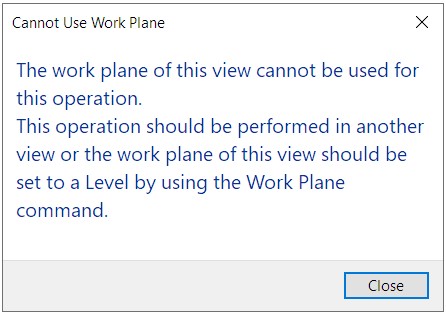 Cannot Use Work Plane
The work plane of this view cannot be used for
this operation.
This operation should be performed in another
view or the work plane of this view should be
set to a Level by using the Work Plane
command.
Close